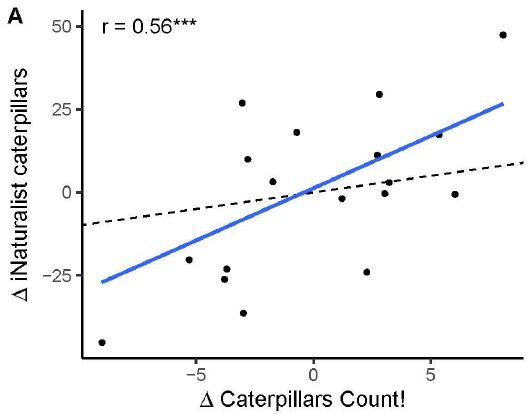 A
r = 0.56***
50
25
0
−25
Δ iNaturalist caterpillars
−5
0
5
Δ Caterpillars Count!